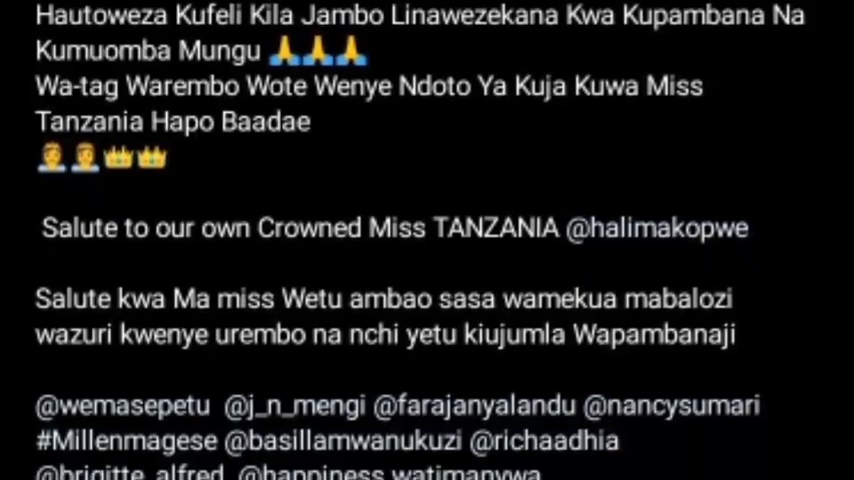 Hautoweza Kufeli Kila Jambo Linawezekana Kwa Kupambana Na
Kumuomba Mungu 🙏🙏🙏
Wa-tag Warembo Wote Wenye Ndoto Ya Kuja Kuwa Miss
Tanzania Hapo Baadae
💆‍♀️💆‍♀️👑👑
Salute to our own Crowned Miss TANZANIA @halimakopwe
Salute kwa Ma miss Wetu ambao sasa wamekua mabalozi
wazuri kwenye urembo na nchi yetu kiujumla Wapambanaji
@wemasepetu @j_n_mengi @farajanyalandu @nancysumari
#Millenmagese @basillamwanukuzi @richaadhia
@brigitte_alfred @happiness_watimanywa